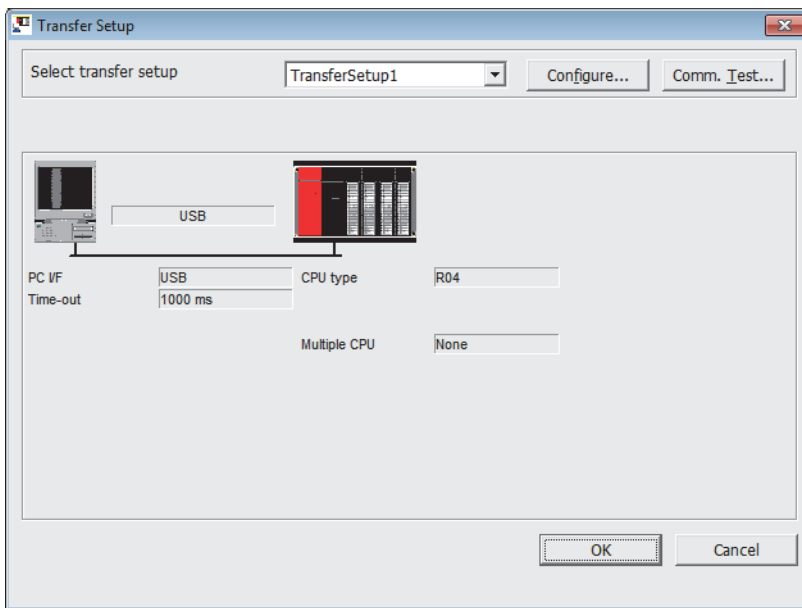 Transfer Setup
Select transfer setup TransferSetup1 Configure... Comm. Test...
USB
PC I/F USB CPU type R04
Time-out 1000 ms
Multiple CPU None
OK Cancel